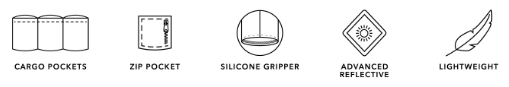 CARGO POCKETS
ZIP POCKET
SILICONE GRIPPER
ADVANCED
REFLECTIVE
LIGHTWEIGHT